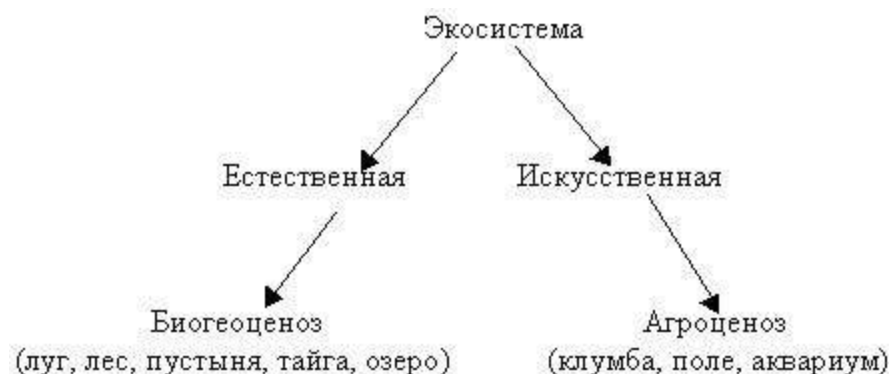 Экосистема
Естественная
Искусственная
Биогеоценоз
(луг, лес, пустыня, тайга, озеро)
Агроценоз
(клумба, поле, аквариум)